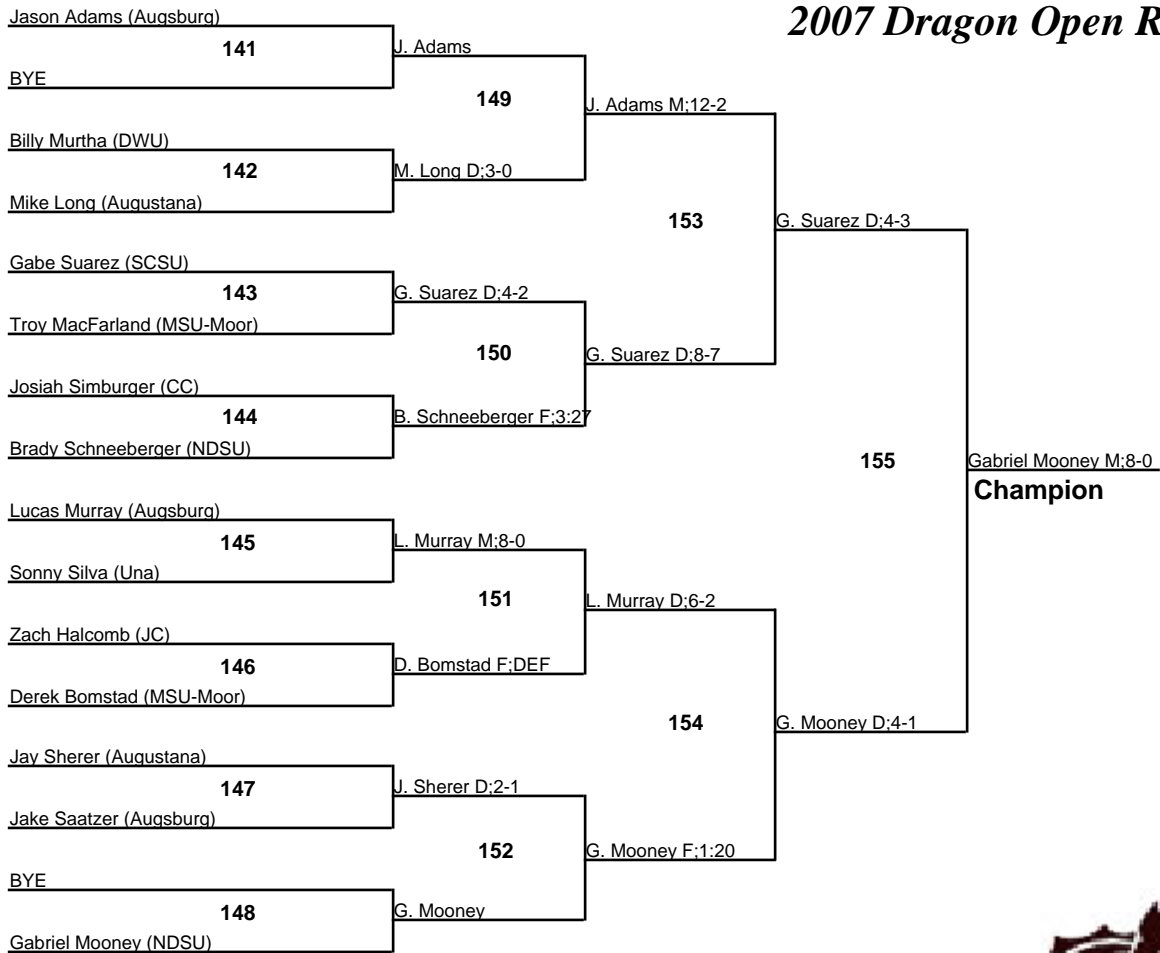 2007 Dragon Open R
Jason Adams (Augsburg)
141
BYE
J. Adams
149
Billy Murtha (DWU)
142
Mike Long (Augustana)
M. Long D;3-0
J. Adams M;12-2
153
Gabe Suarez (SCSU)
143
Troy MacFarland (MSU-Moor)
G. Suarez D;4-2
150
Josiah Simburger (CC)
144
Brady Schneeberger (NDSU)
B. Schneeberger F;3:27
G. Suarez D;8-7
G. Suarez D;4-3
155
Gabriel Mooney M;8-0
Champion
Lucas Murray (Augsburg)
145
Sonny Silva (Una)
L. Murray M;8-0
151
Zach Halcomb (JC)
146
Derek Bomstad (MSU-Moor)
D. Bomstad F;DEF
L. Murray D;6-2
154
G. Mooney D;4-1
Jay Sherer (Augustana)
147
Jake Saatzer (Augsburg)
J. Sherer D;2-1
152
G. Mooney F;1:20
BYE
148
Gabriel Mooney (NDSU)
G. Mooney